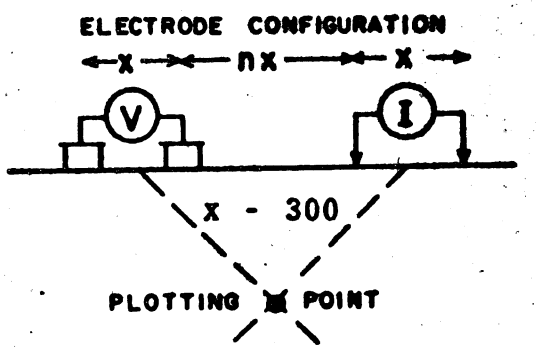 ELECTRODE CONFIGURATION
x nx x
V I
x - 300
PLOTTING POINT